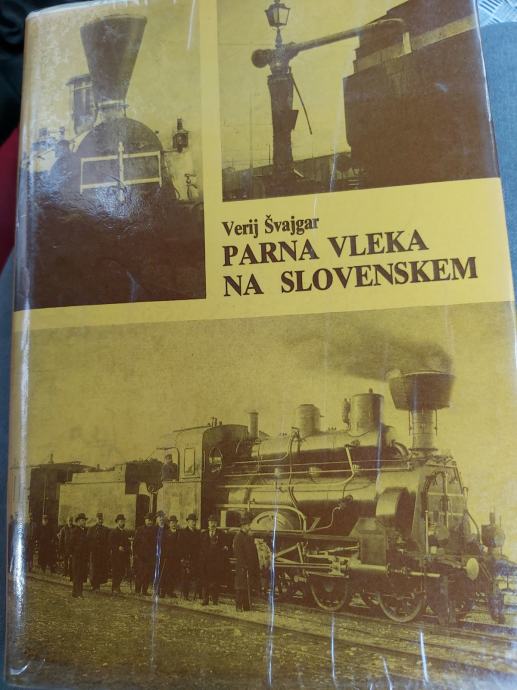 Verij Švajgar
PARNA VLEKA
NA SLOVENSKEM